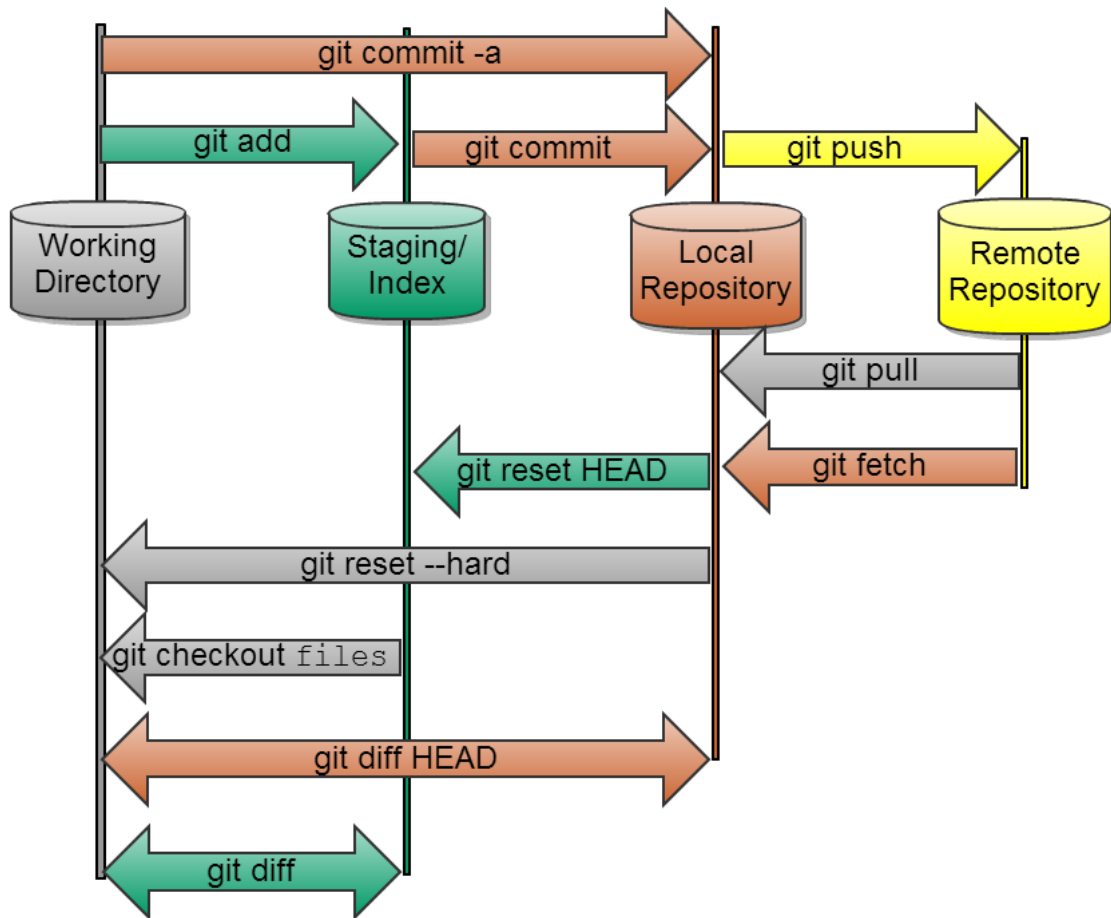 git commit -a
git add
git commit
git push
Working
Directory
Staging/
Index
Local
Repository
Remote
Repository
git pull
git reset HEAD
git fetch
git reset --hard
git checkout files
git diff HEAD
git diff